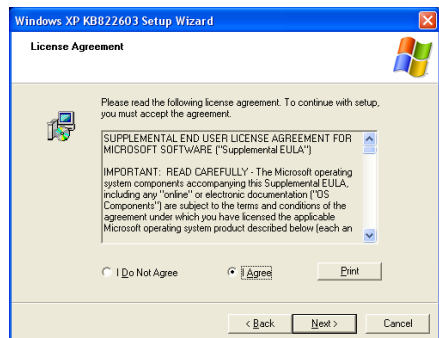 Windows XP KB822603 Setup Wizard
License Agreement
Please read the following license agreement. To continue with setup,
you must accept the agreement.
SUPPLEMENTAL END USER LICENSE AGREEMENT FOR
MICROSOFT SOFTWARE ("Supplemental EULA")
IMPORTANT: READ CAREFULLY - The Microsoft operating
system components accompanying this Supplemental EULA,
including any "online" or electronic documentation ("OS
Components") are subject to the terms and conditions of the
agreement under which you have licensed the applicable
Microsoft operating system product described below (each an
I Do Not Agree
I Agree
Print
< Back
Next >
Cancel